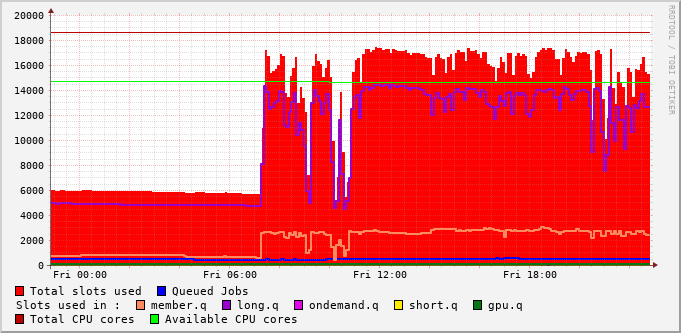 RRDTOOL / TOBI OETIKER
20000
18000
16000
14000
12000
10000
8000
6000
4000
2000
0
Fri 00:00 Fri 06:00 Fri 12:00 Fri 18:00
Total slots used Queued Jobs
Slots used in : member.q long.q ondemand.q short.q gpu.q
Total CPU cores Available CPU cores